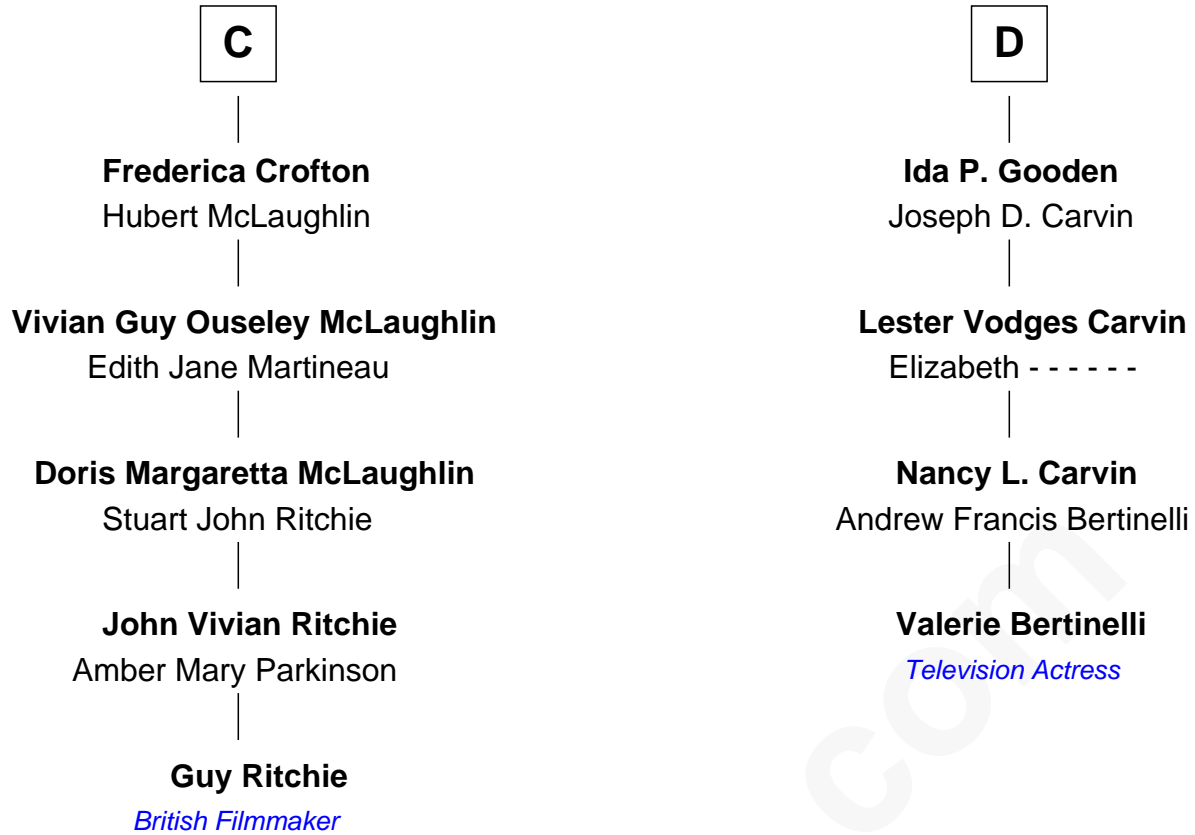 C
Frederica Crofton
Hubert McLaughlin
Vivian Guy Ouseley McLaughlin
Edith Jane Martineau
Doris Margaretta McLaughlin
Stuart John Ritchie
John Vivian Ritchie
Amber Mary Parkinson
Guy Ritchie
British Filmmaker
D
Ida P. Gooden
Joseph D. Carvin
Lester Vodges Carvin
Elizabeth - - - - - -
Nancy L. Carvin
Andrew Francis Bertinelli
Valerie Bertinelli
Television Actress
com